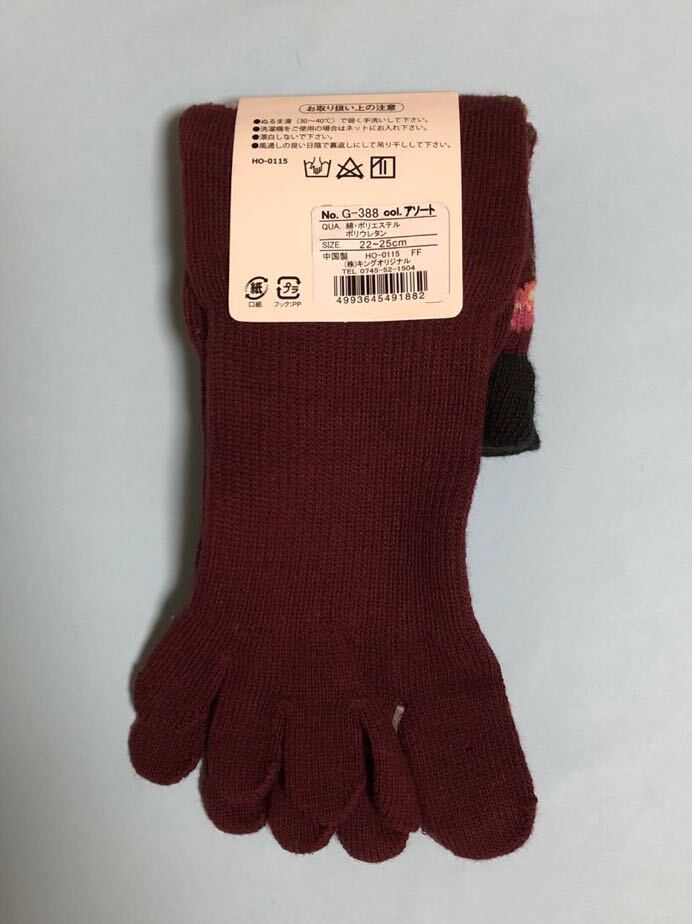 お取り扱い上の注意
●ぬるま湯（30～40℃）で弱く手洗いして下さい。
●洗濯機をご使用の場合はネットにお入れ下さい。
●漂白しないで下さい。
●風通しの良い日陰で裏返しにして吊り干しして下さい。
HO-0115
No. G-388 col. アソート
QUA. 綿・ポリエステル
ポリウレタン
SIZE. 22~25cm
中国製 HO-0115 FF
(株)キングオリジナル
TEL 0745-52-1504
4993645491882
紙
口紙
プラ
フック:PP